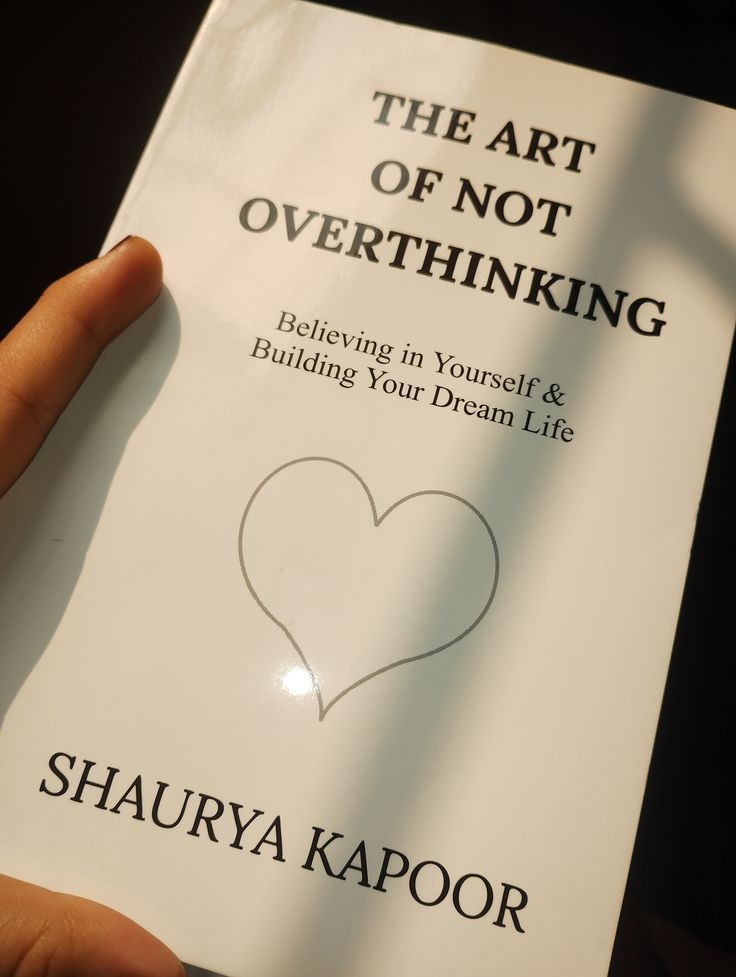 THE ART
OF NOT
OVERTHINKING
Believing in Yourself &
Building Your Dream Life
SHAURYA KAPOOR